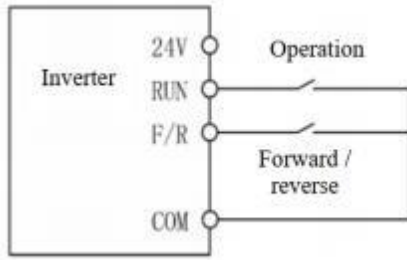 24V
Operation
Inverter
RUN
F/R
Forward /
reverse
COM